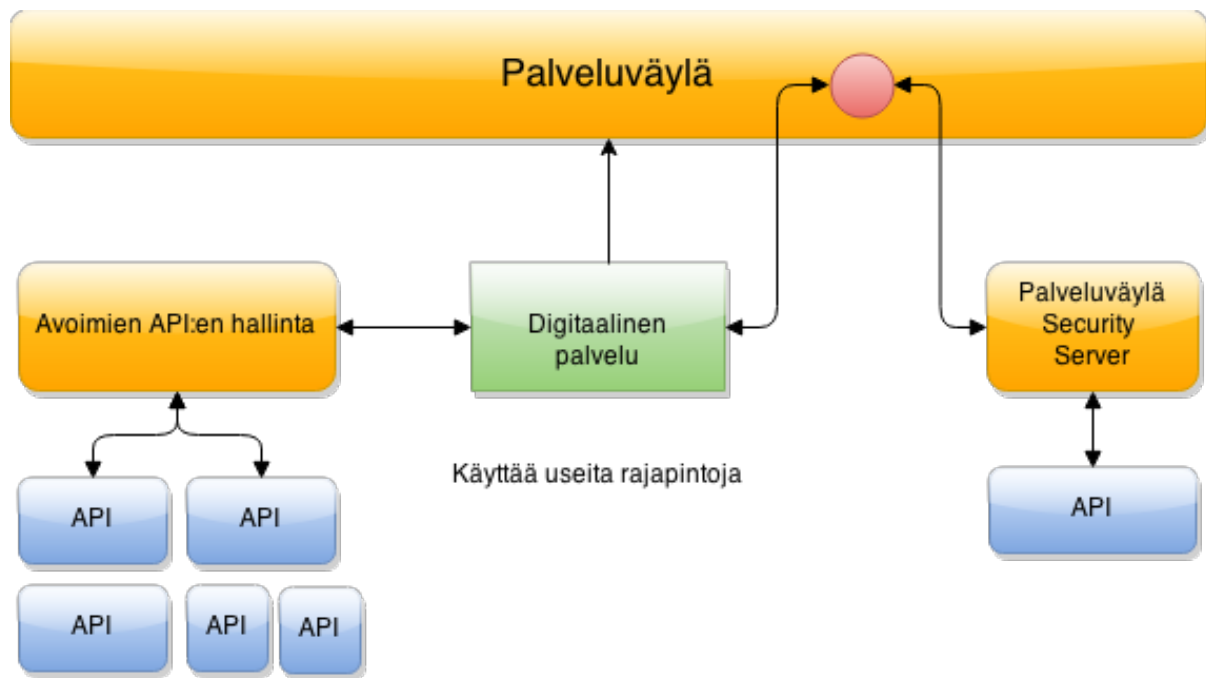 Palveluväylä
Avoimien API:en hallinta
Digitaalinen
palvelu
Palveluväylä
Security
Server
Käyttää useita rajapintoja
API
API
API
API
API
API